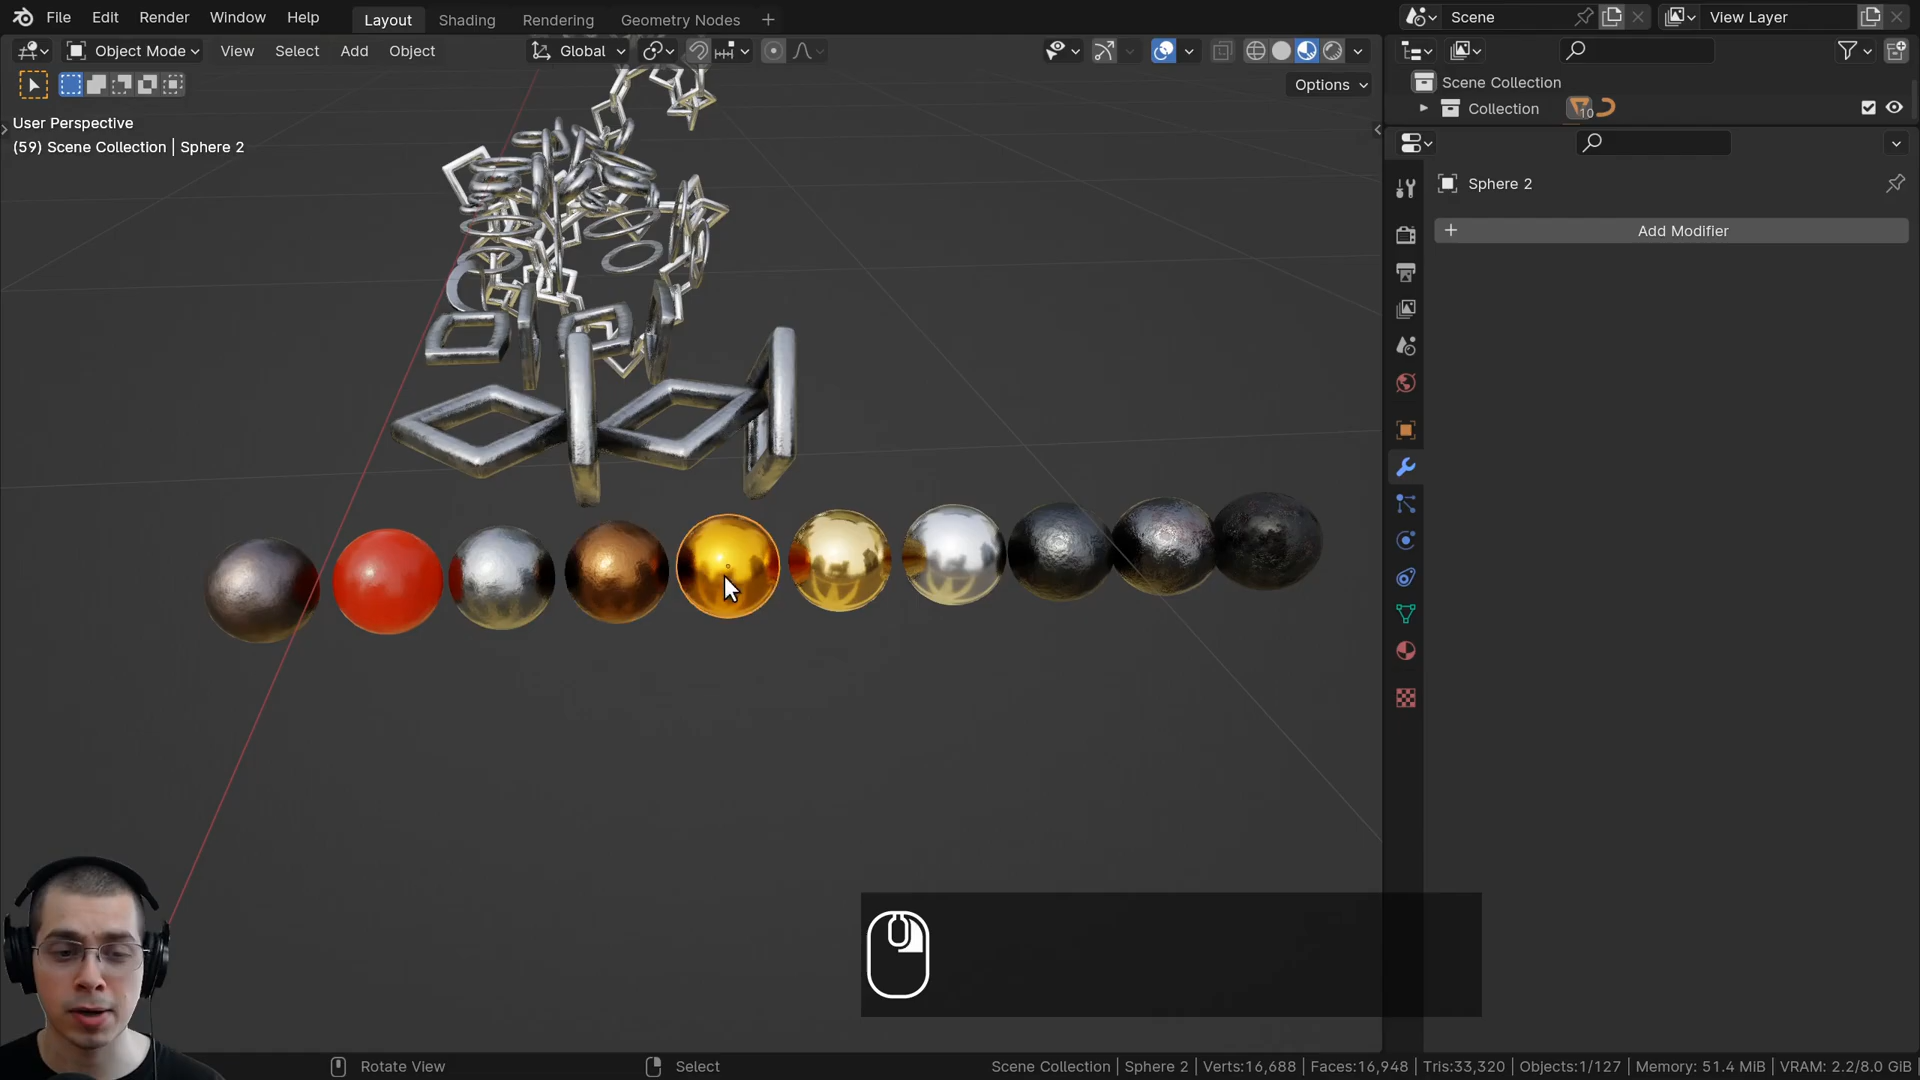 File Edit Render Window Help Layout Shading Rendering Geometry Nodes +
Scene View Layer
Object Mode View Select Add Object Global
Options
User Perspective
(59) Scene Collection | Sphere 2
Scene Collection
Collection 10
Sphere 2
+ Add Modifier
Rotate View Select Scene Collection | Sphere 2 | Verts:16,688 | Faces:16,948 | Tris:33,320 | Objects:1/127 | Memory: 51.4 MiB | VRAM: 2.2/8.0 GiB